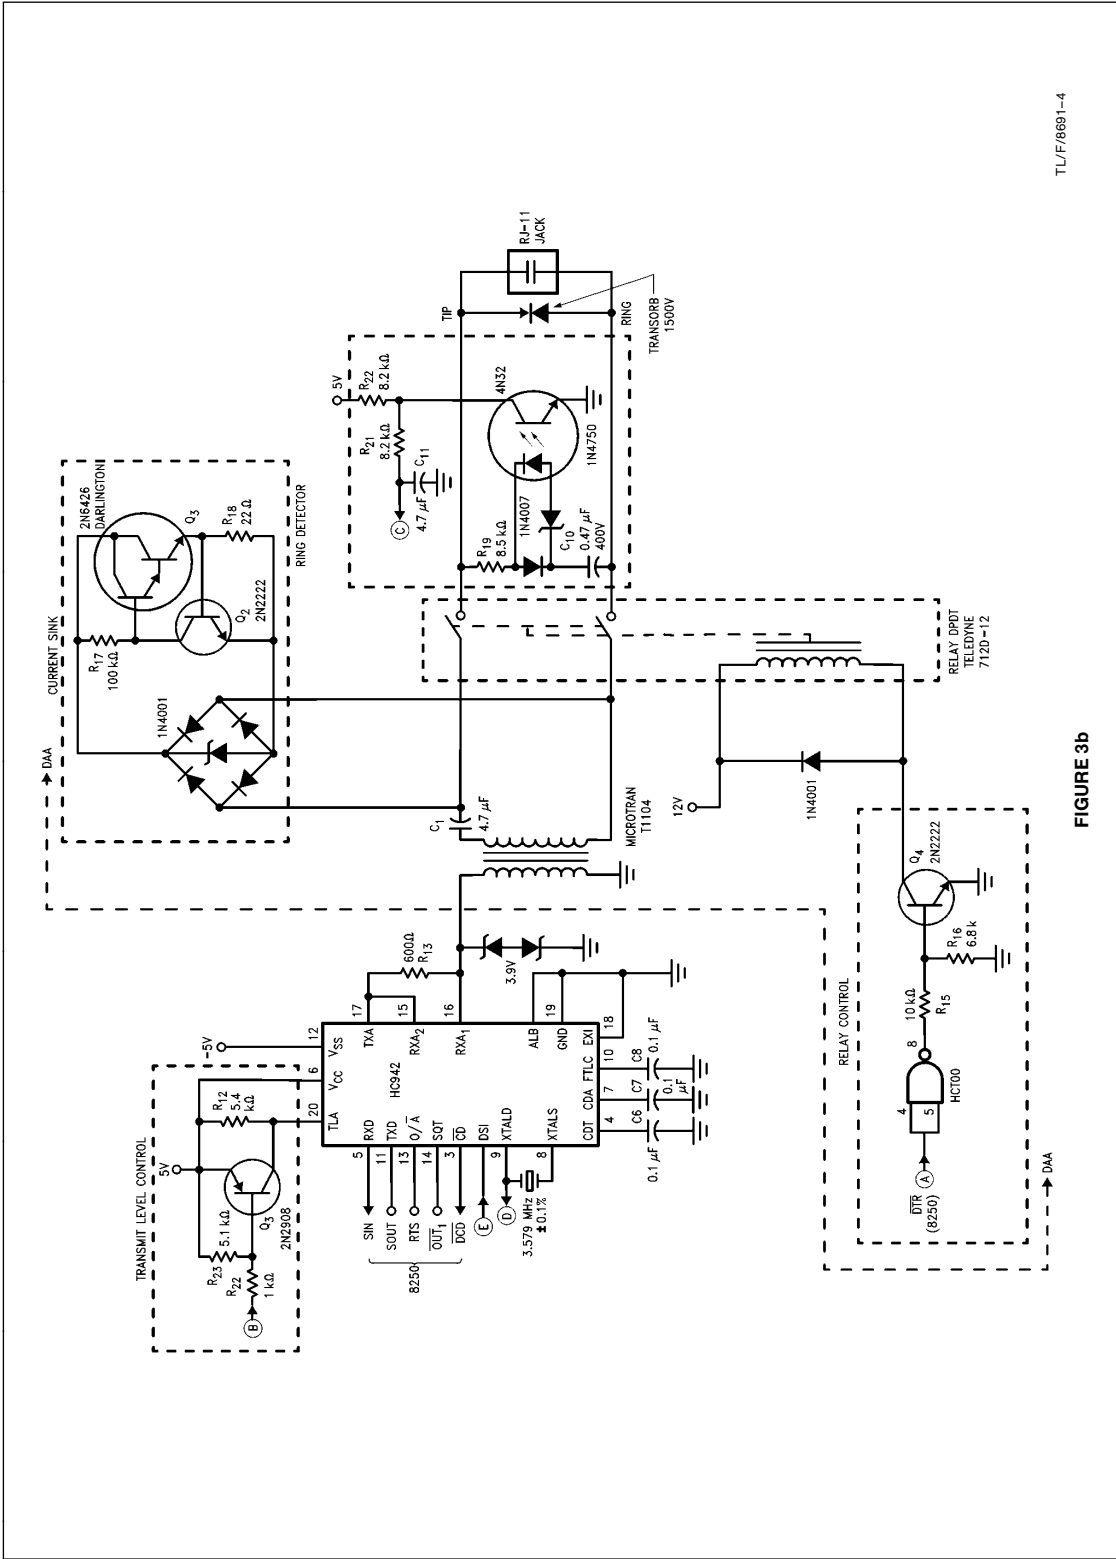 TRANSMIT LEVEL CONTROL
5V
R23
5.1 kΩ
R22
1 kΩ
B
Q3
2N2908
R12
5.4
kΩ
-5V
20
6
12
TLA
VCC
VSS
HC942
5
RXD
11
TXD
13
O/A̅
14
SQT
3
C̅D̅
DSI
9
XTALD
8
XTALS
SIN
SOUT
RTS
O̅U̅T̅1
D̅C̅D̅
8250
E
D
3.579 MHz
±0.1%
17
TXA
15
RXA2
16
RXA1
ALB
19
GND
18
EXI
10
FTLC
7
CDA
4
CDT
600Ω
R13
3.9V
C6
0.1 μF
C7
0.1
μF
C8
0.1 μF
DAA
CURRENT SINK
1N4001
R17
100 kΩ
2N6426
DARLINGTON
Q3
Q2
2N2222
R18
22 Ω
RING DETECTOR
C1
4.7 μF
MICROTRAN
T1104
5V
R22
8.2 kΩ
R21
8.2 kΩ
C
C11
4.7 μF
4N32
1N4750
1N4007
R19
8.5 kΩ
C10
0.47 μF
400V
TIP
RING
RJ-11
JACK
TRANSORB
1500V
RELAY DPDT
TELEDYNE
712D-12
12V
1N4001
RELAY CONTROL
D̅T̅R̅
(8250)
A
4
5
8
HCT00
10 kΩ
R15
R16
6.8 k
Q4
2N2222
DAA
FIGURE 3b
TL/F/8691-4